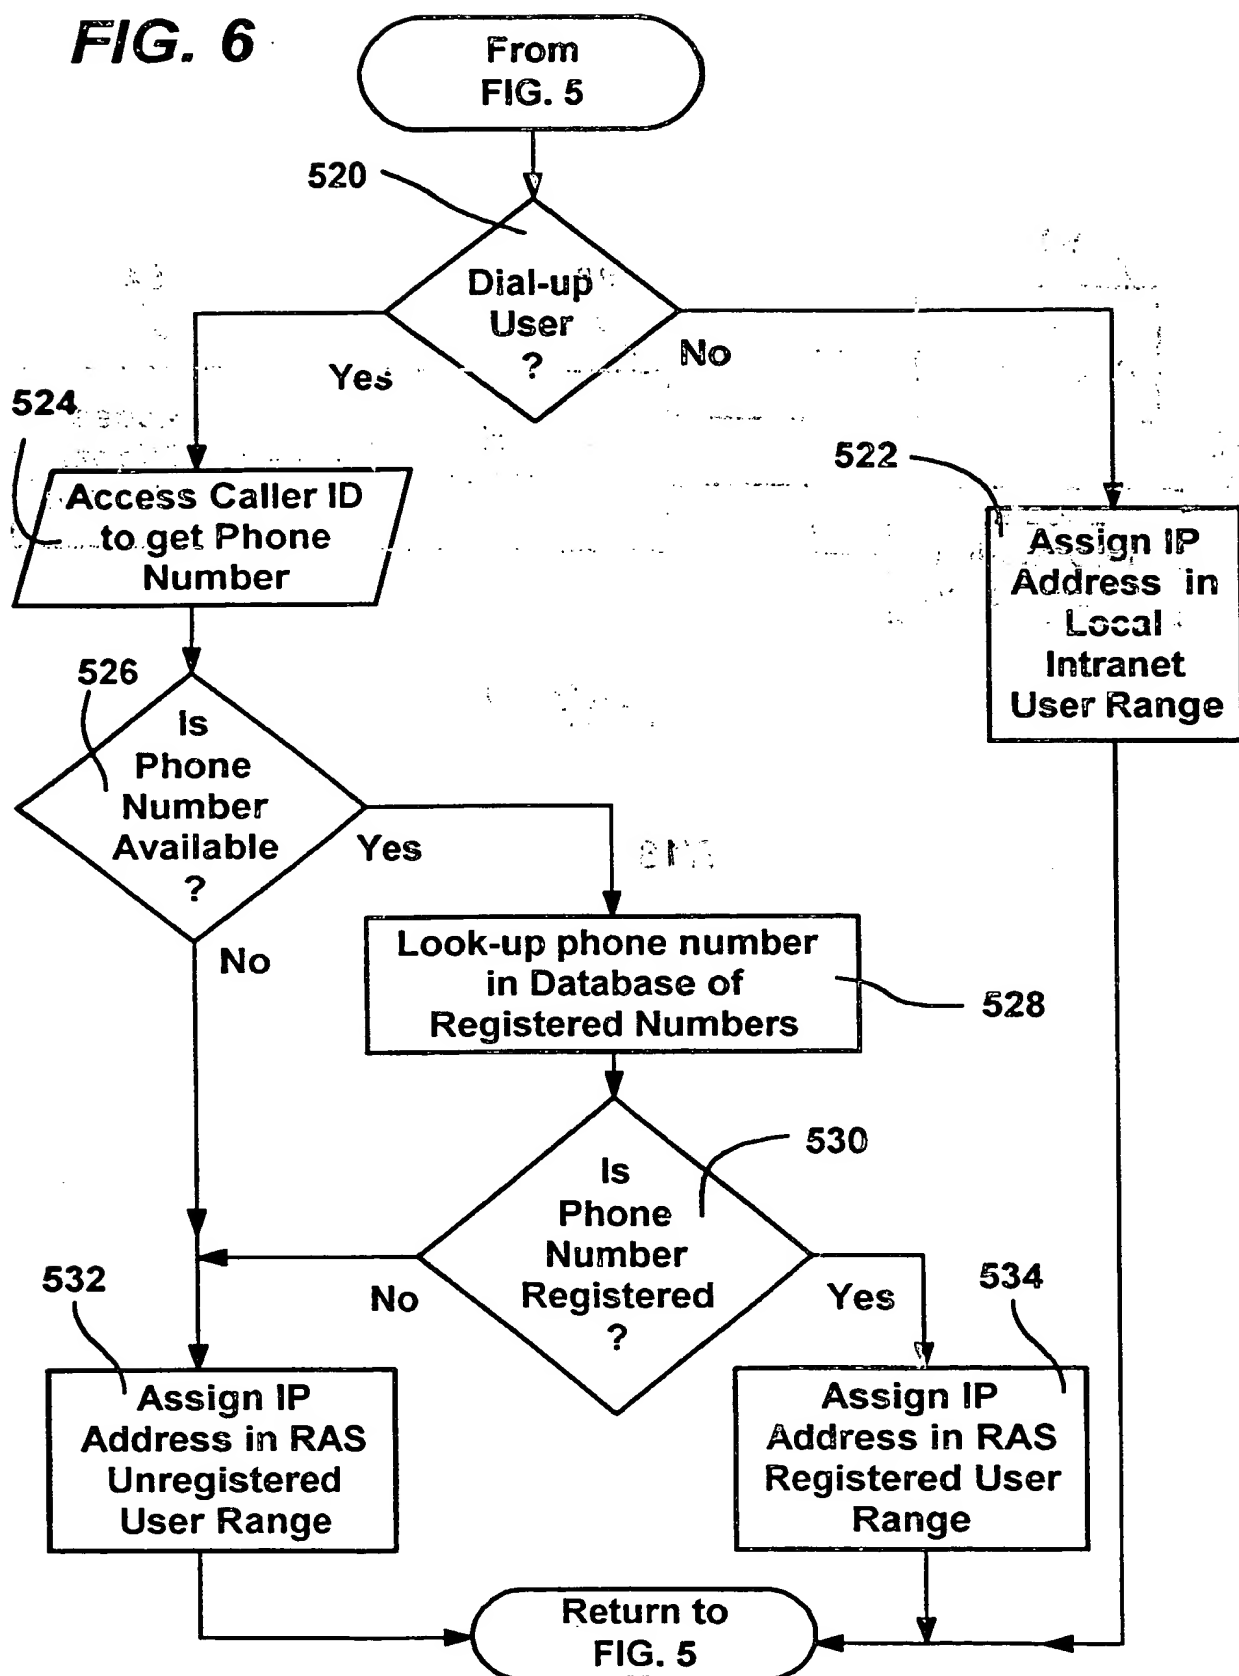 FIG. 6
From
FIG. 5
520
Dial-up
User
?
Yes
No
524
Access Caller ID
to get Phone
Number
522
Assign IP
Address in
Local
Intranet
User Range
526
Is
Phone
Number
Available
?
Yes
No
Look-up phone number
in Database of
Registered Numbers
528
530
Is
Phone
Number
Registered
?
No
Yes
532
Assign IP
Address in RAS
Unregistered
User Range
534
Assign IP
Address in RAS
Registered User
Range
Return to
FIG. 5